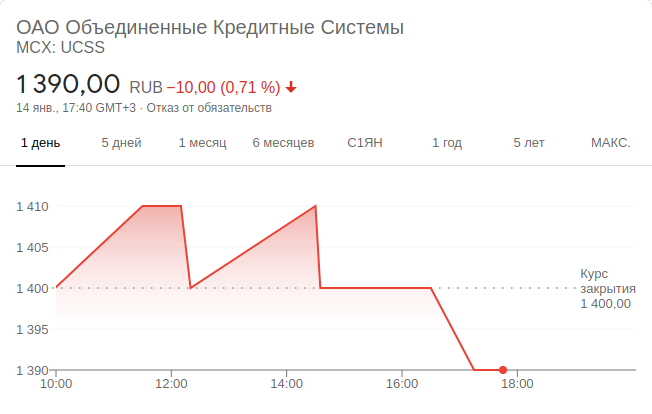 ОАО Объединенные Кредитные Системы
MCX: UCSS
1 390,00 RUB −10,00 (0,71 %)
14 янв., 17:40 GMT+3 · Отказ от обязательств
1 день 5 дней 1 месяц 6 месяцев С1ЯН 1 год 5 лет МАКС.
1 410
1 405
1 400
1 395
1 390
Курс
закрытия
1 400,00
10:00 12:00 14:00 16:00 18:00